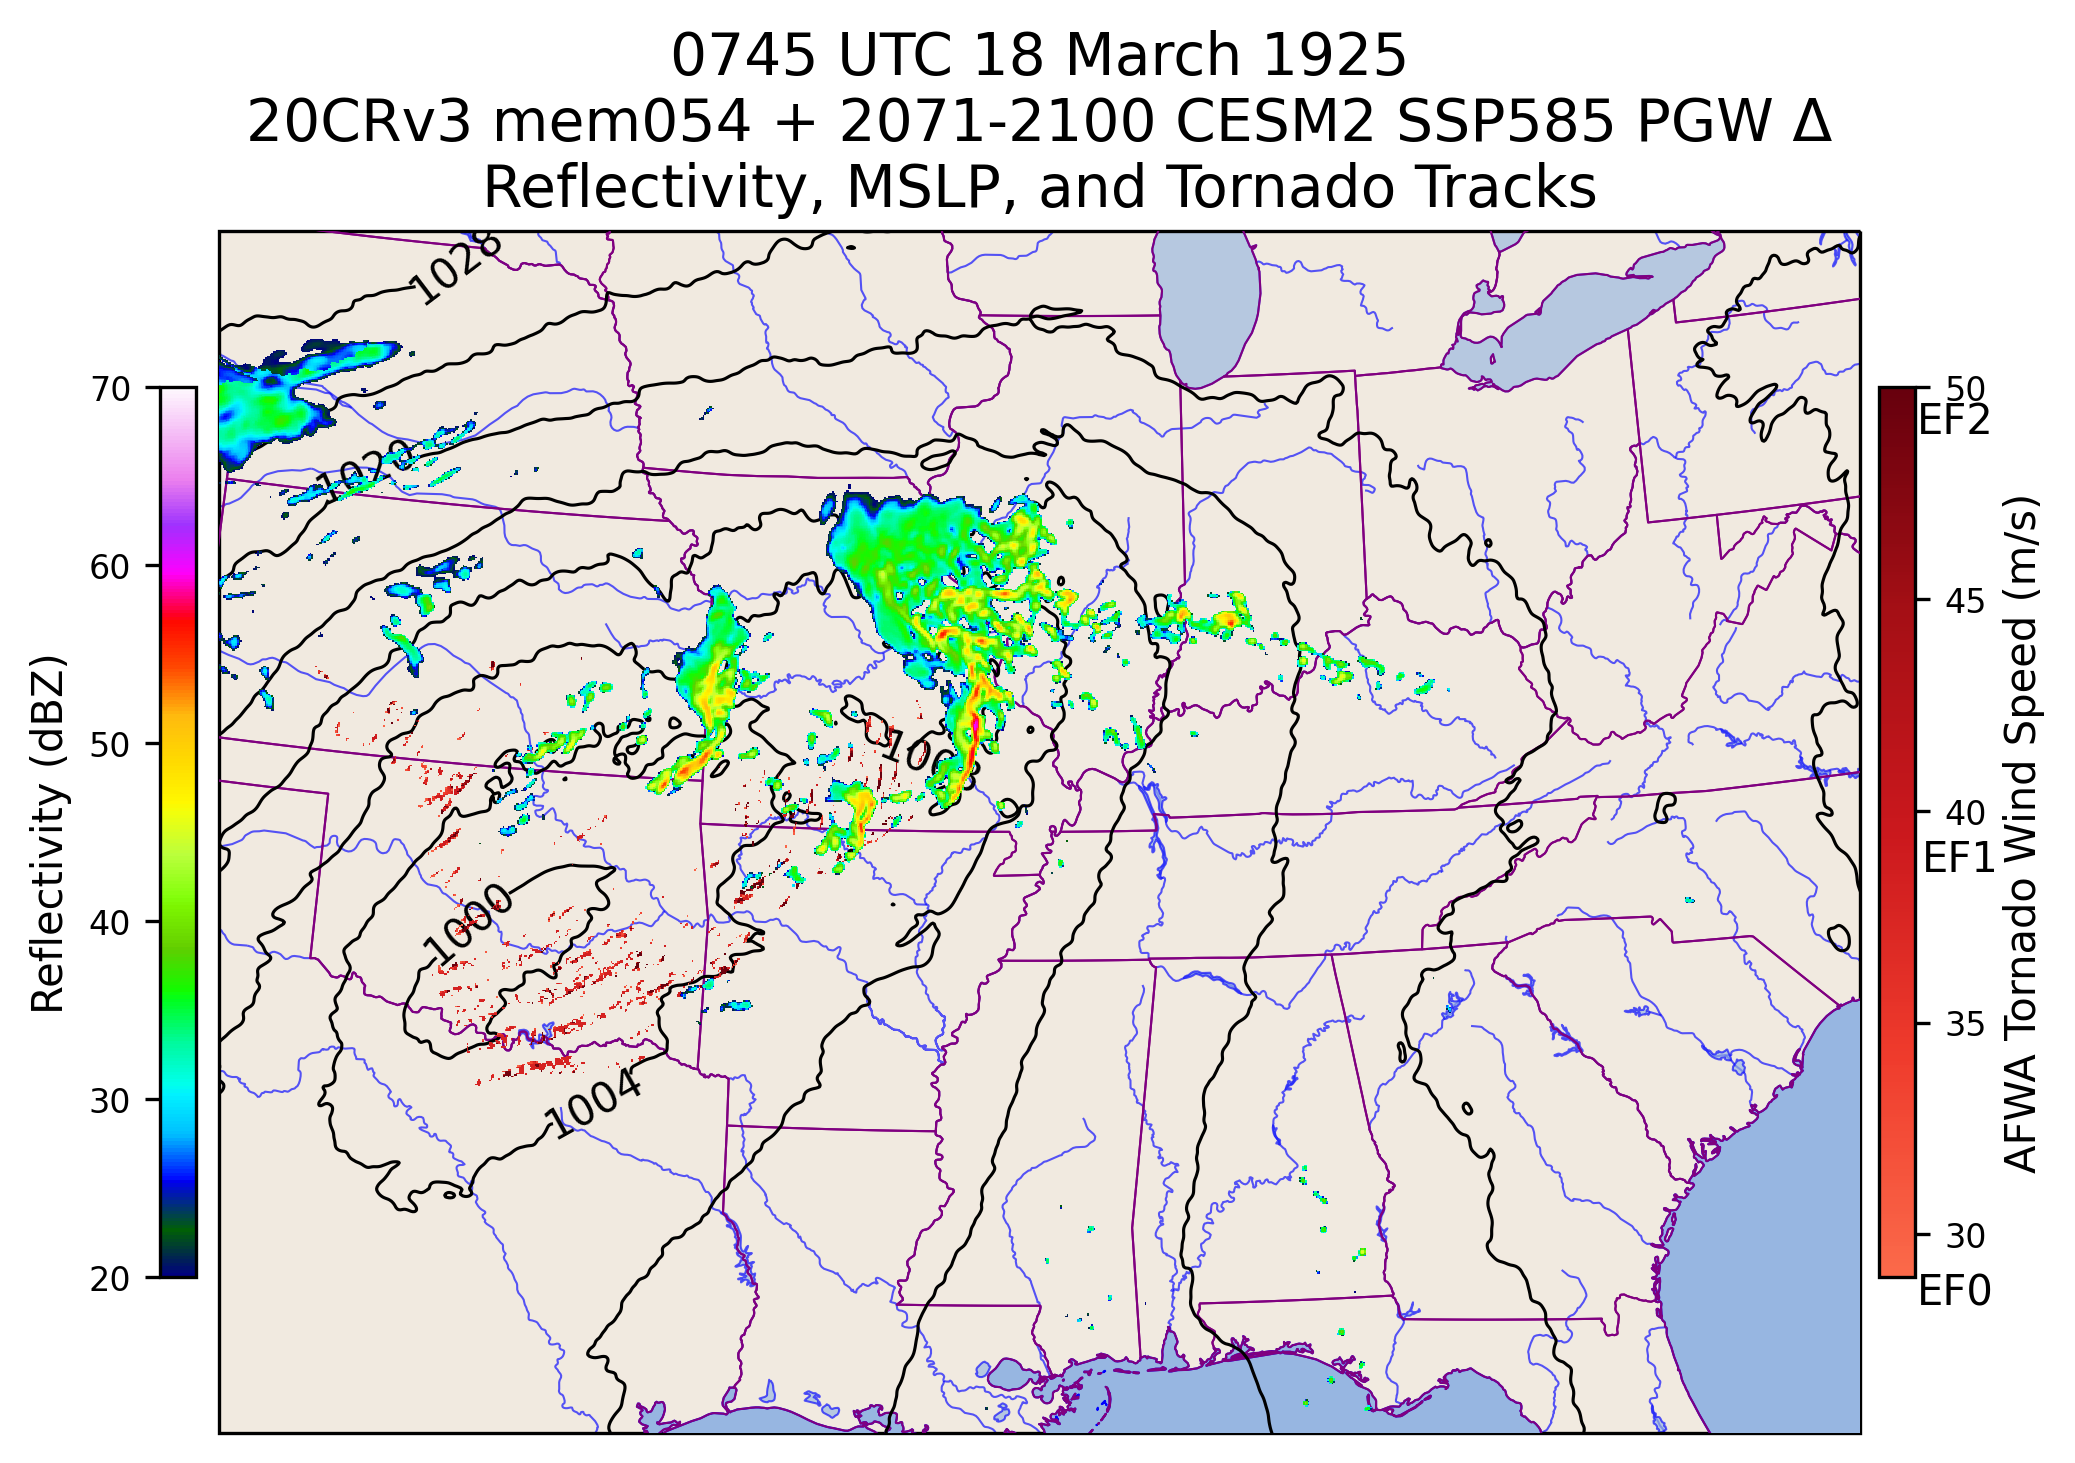 0745 UTC 18 March 1925
20CRv3 mem054 + 2071-2100 CESM2 SSP585 PGW Δ
Reflectivity, MSLP, and Tornado Tracks
1028
1020
100
1000
1004
70
60
50
40
30
20
Reflectivity (dBZ)
50
EF2
45
40
EF1
35
30
EF0
AFWA Tornado Wind Speed (m/s)